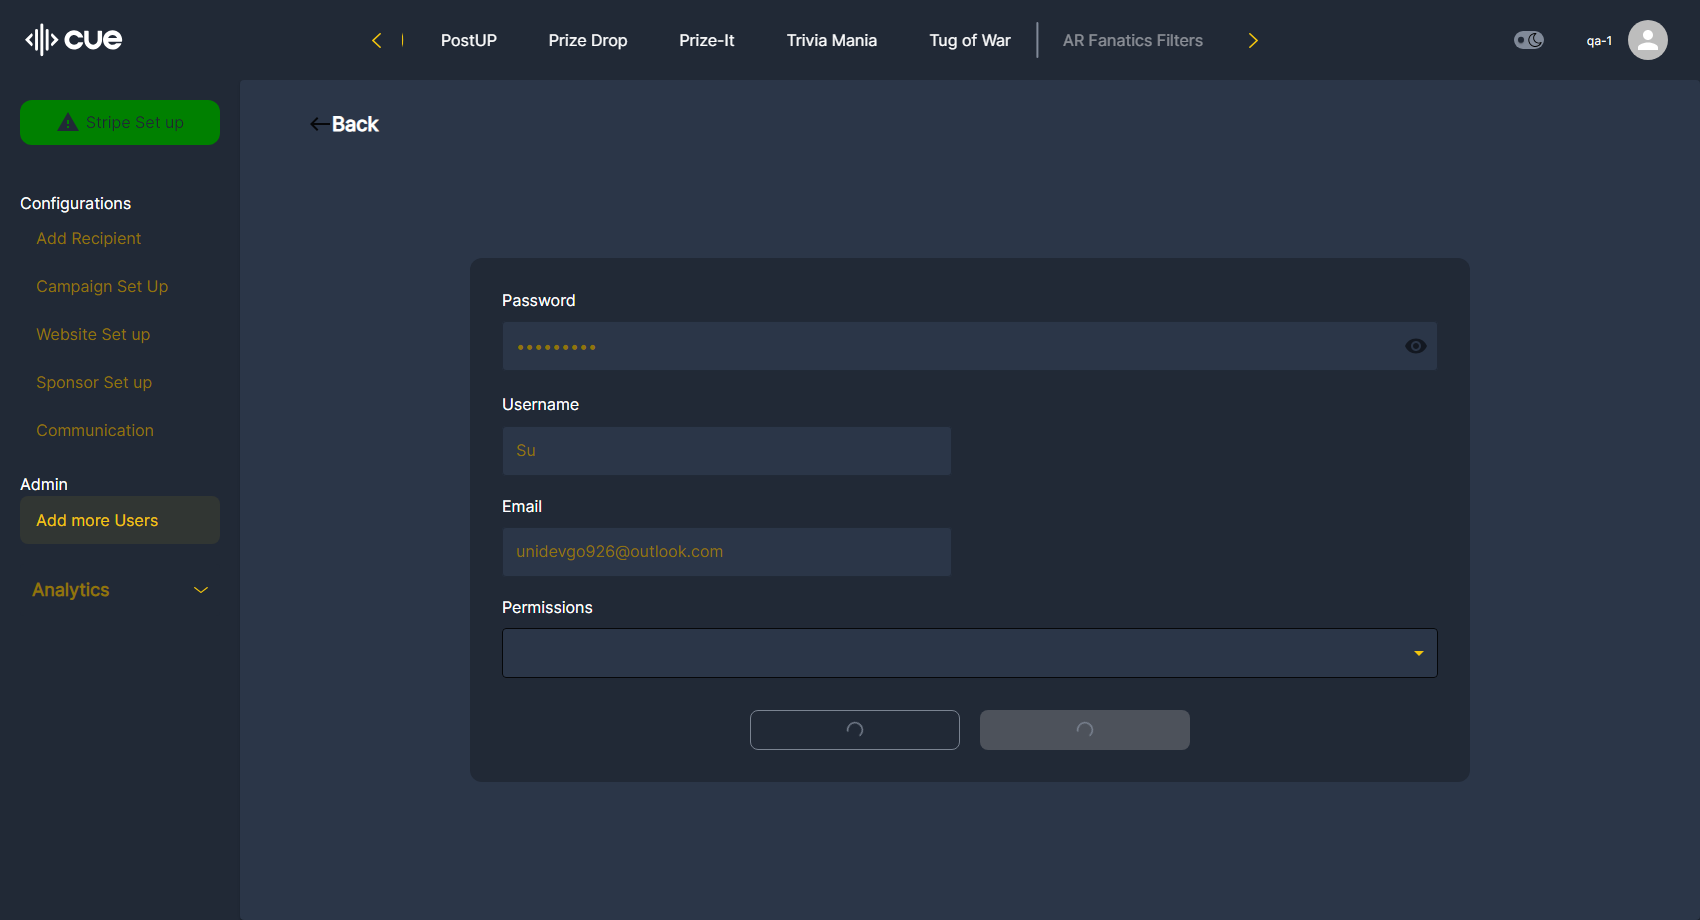 cue
PostUP
Prize Drop
Prize-It
Trivia Mania
Tug of War
AR Fanatics Filters
qa-1
Stripe Set up
Configurations
Add Recipient
Campaign Set Up
Website Set up
Sponsor Set up
Communication
Admin
Add more Users
Analytics
Back
Password
•••••••••
Username
Su
Email
unidevgo926@outlook.com
Permissions